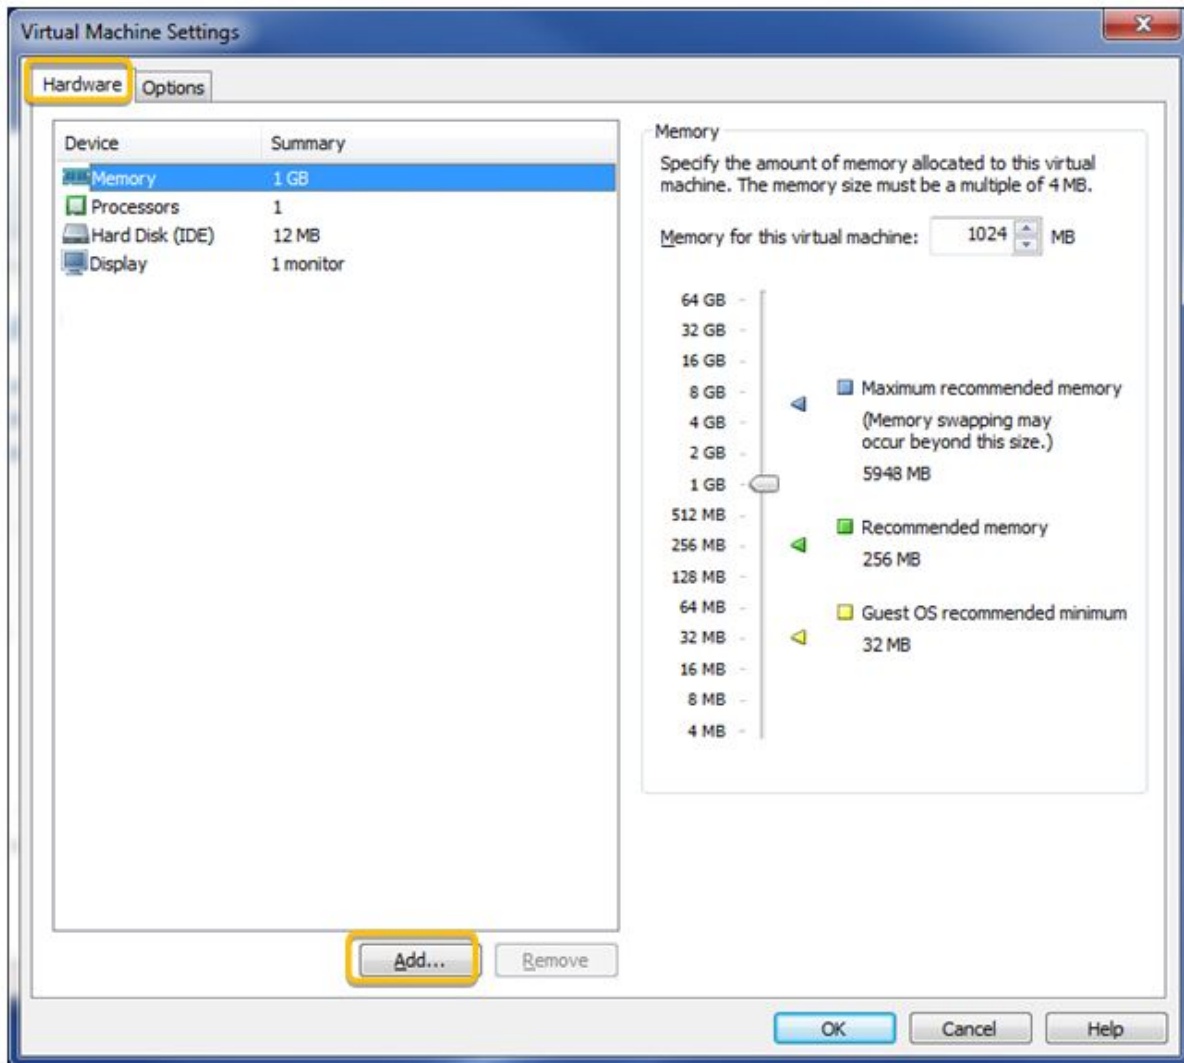 Virtual Machine Settings
Hardware Options
Device Summary
Memory 1 GB
Processors 1
Hard Disk (IDE) 12 MB
Display 1 monitor
Add... Remove
Memory
Specify the amount of memory allocated to this virtual
machine. The memory size must be a multiple of 4 MB.
Memory for this virtual machine: 1024 MB
64 GB
32 GB
16 GB
8 GB
4 GB
2 GB
1 GB
512 MB
256 MB
128 MB
64 MB
32 MB
16 MB
8 MB
4 MB
Maximum recommended memory
(Memory swapping may
occur beyond this size.)
5948 MB
Recommended memory
256 MB
Guest OS recommended minimum
32 MB
OK Cancel Help